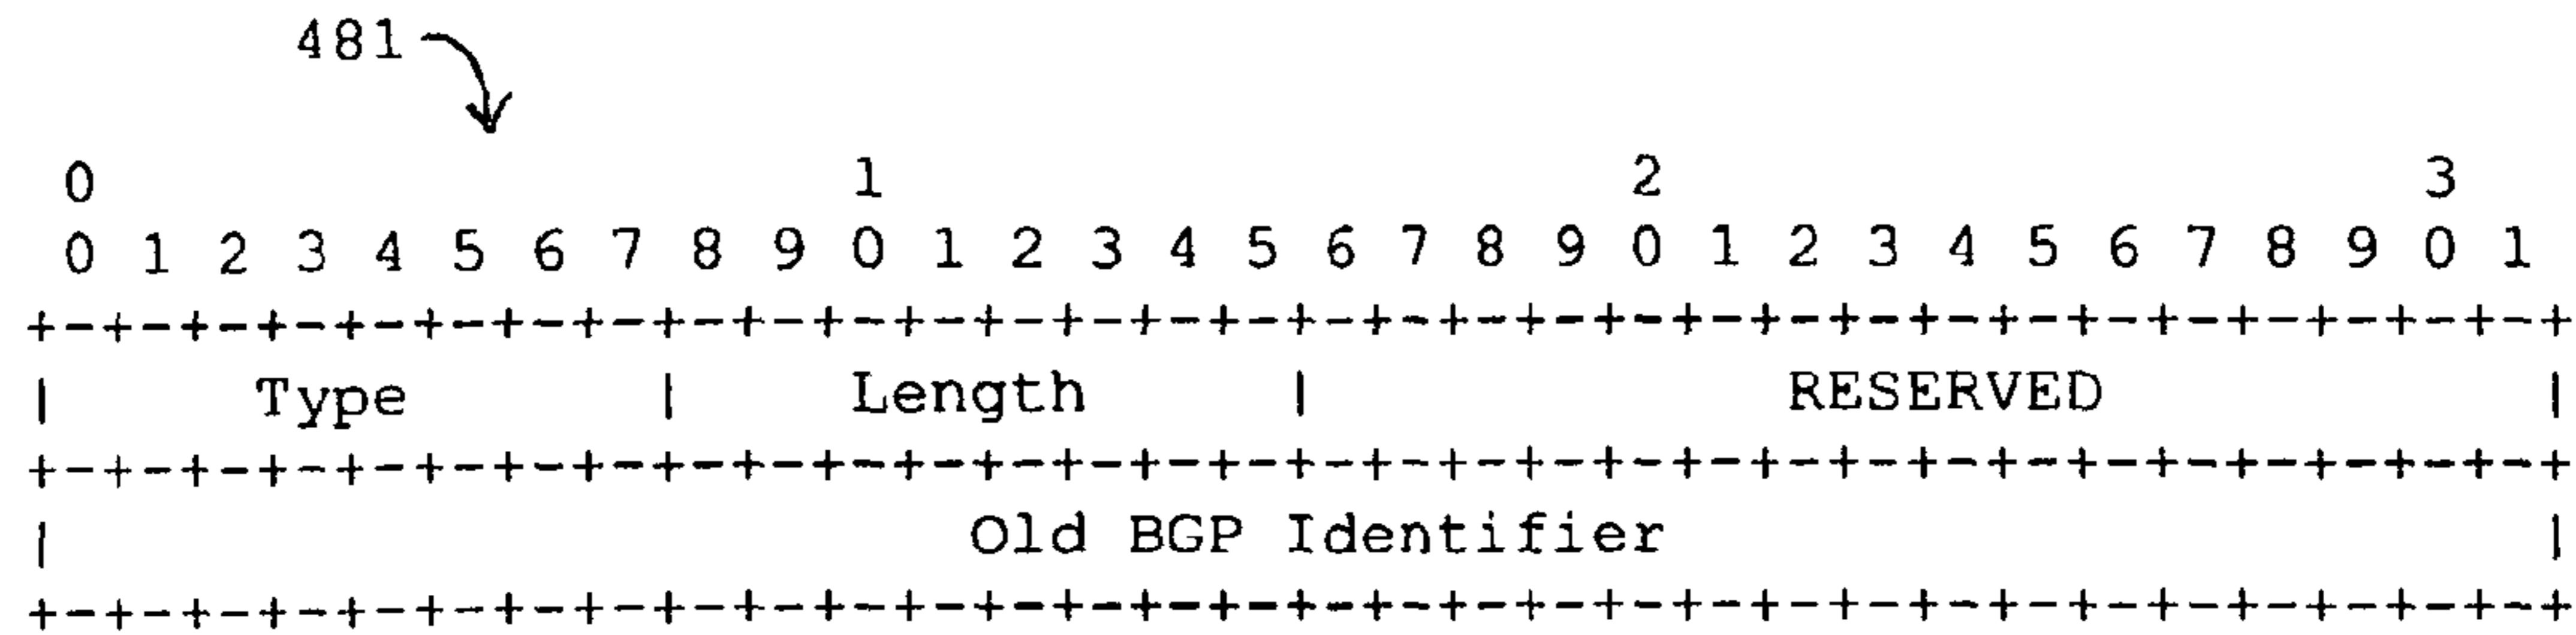 481
0 1 2 3
0 1 2 3 4 5 6 7 8 9 0 1 2 3 4 5 6 7 8 9 0 1 2 3 4 5 6 7 8 9 0 1
+-+-+-+-+-+-+-+-+-+-+-+-+-+-+-+-+-+-+-+-+-+-+-+-+-+-+-+-+-+-+-+-+
| Type | Length | RESERVED |
+-+-+-+-+-+-+-+-+-+-+-+-+-+-+-+-+-+-+-+-+-+-+-+-+-+-+-+-+-+-+-+-+
| Old BGP Identifier |
+-+-+-+-+-+-+-+-+-+-+-+-+-+-+-+-+-+-+-+-+-+-+-+-+-+-+-+-+-+-+-+-+